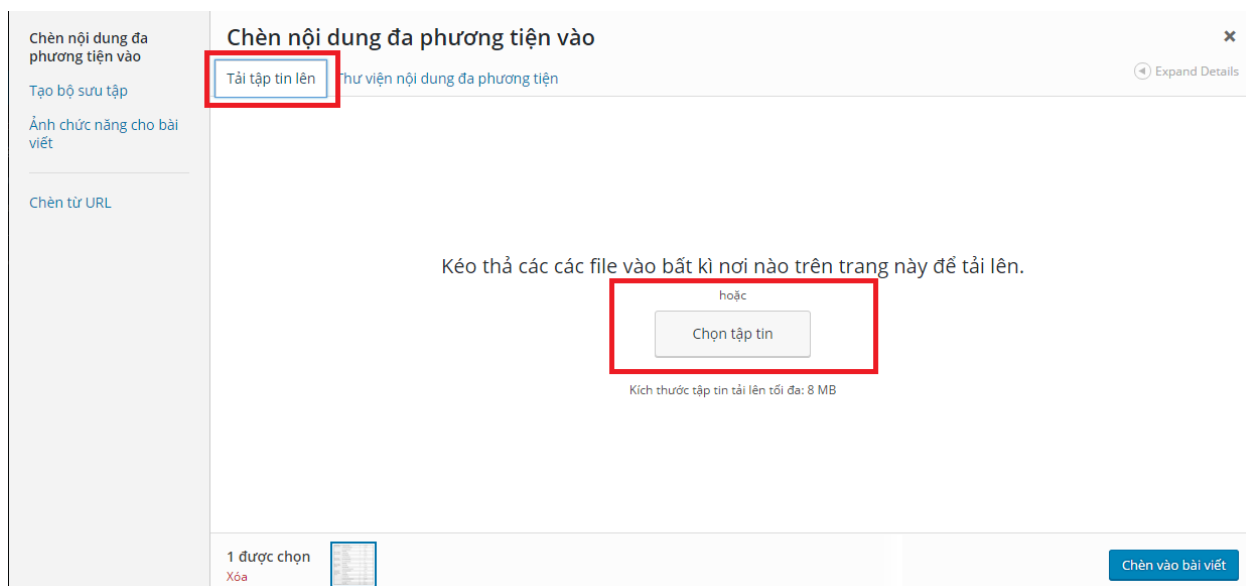 Chèn nội dung đa
phương tiện vào
Tạo bộ sưu tập
Ảnh chức năng cho bài
viết
Chèn từ URL
Chèn nội dung đa phương tiện vào
Tải tập tin lên
Thư viện nội dung đa phương tiện
Expand Details
Kéo thả các các file vào bất kì nơi nào trên trang này để tải lên.
hoặc
Chọn tập tin
Kích thước tập tin tải lên tối đa: 8 MB
1 được chọn
Xóa
Chèn vào bài viết